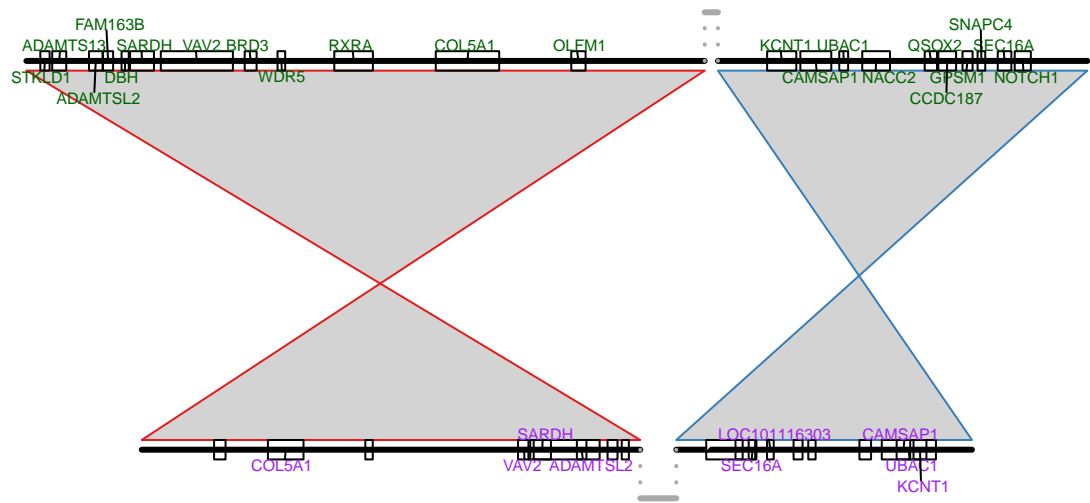 FAM163B SNAPC4
ADAMTS13 SARDH VAV2 BRD3 RXRA COL5A1 OLFM1 KCNT1 UBAC1 QSOX2 SEC16A
STKLD1 DBH WDR5 CAMSAP1 NACC2 GPSM1 NOTCH1
ADAMTSL2 CCDC187
SARDH LOC101116303 CAMSAP1
COL5A1 VAV2 ADAMTSL2 SEC16A UBAC1
KCNT1